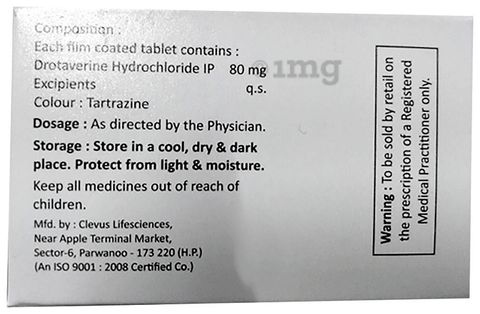 Composition :
Each film coated tablet contains :
Drotaverine Hydrochloride IP 80 mg
Excipients q.s.
Colour : Tartrazine
Dosage : As directed by the Physician.
Storage : Store in a cool, dry & dark
place. Protect from light & moisture.
Keep all medicines out of reach of
children.
Mfd. by : Clevus Lifesciences,
Near Apple Terminal Market,
Sector-6, Parwanoo - 173 220 (H.P.)
(An ISO 9001 : 2008 Certified Co.)
Warning : To be sold by retail on
the prescription of a Registered
Medical Practitioner only.
1mg